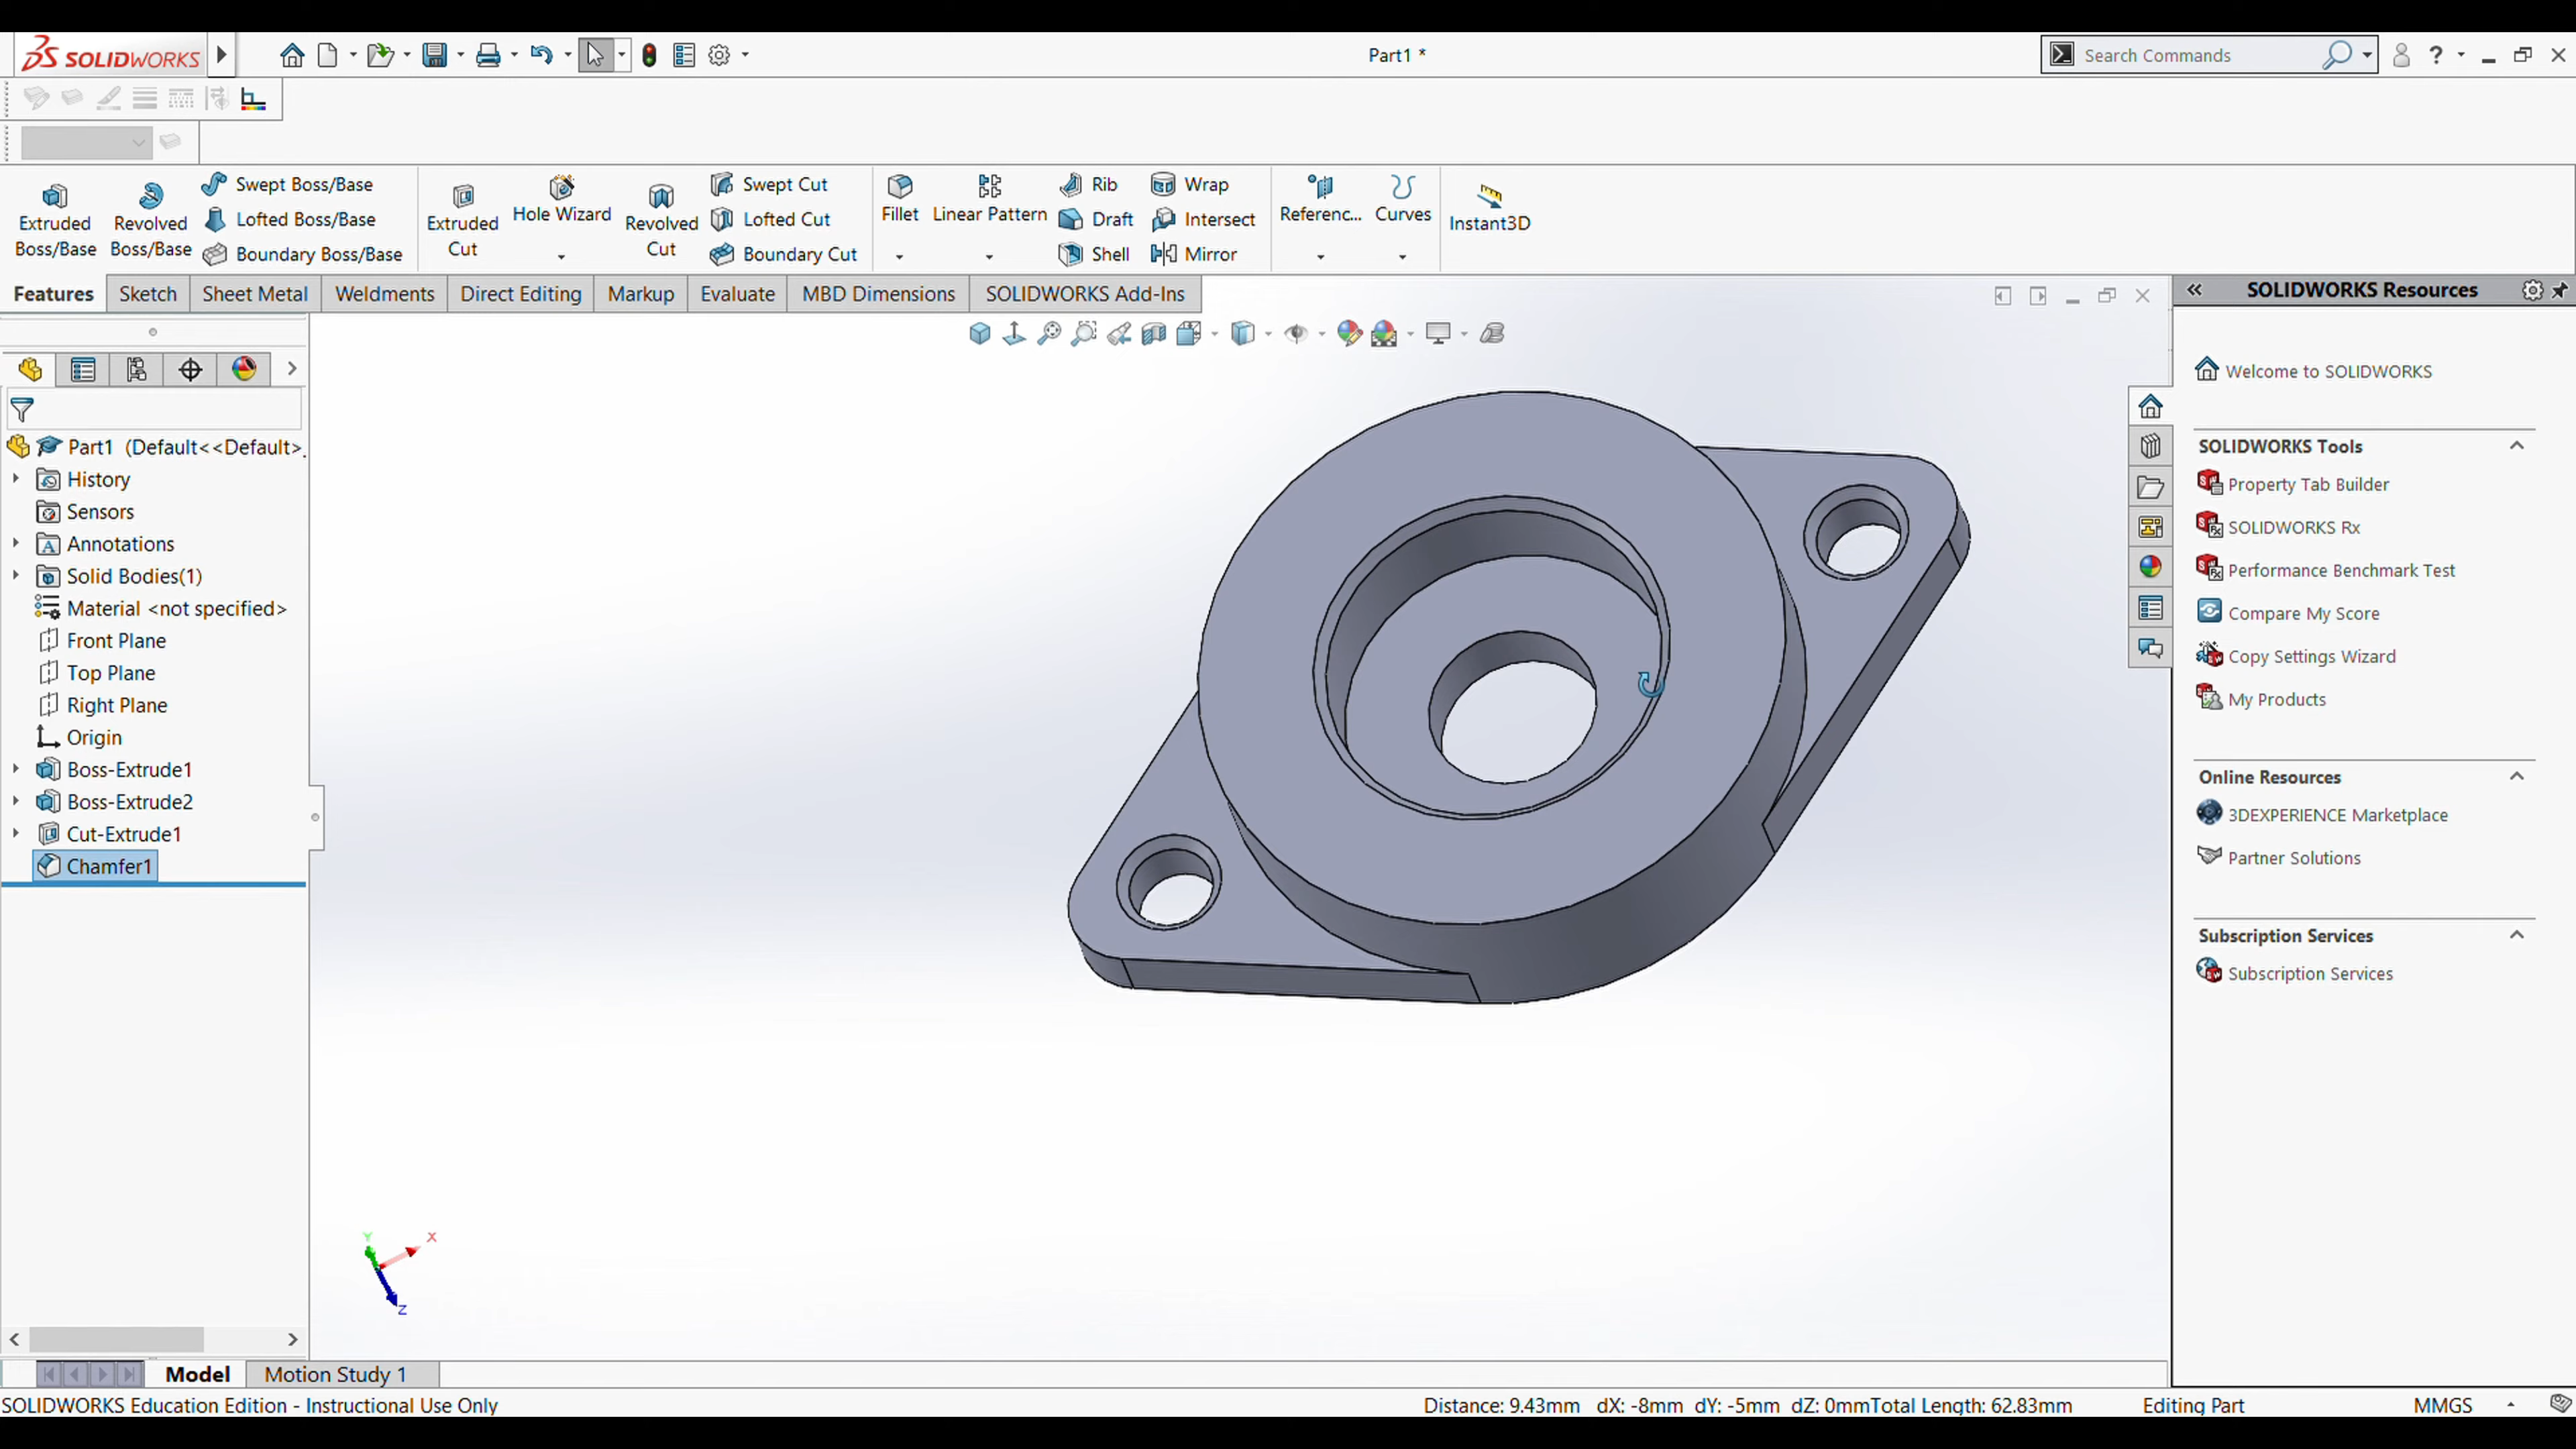 SOLIDWORKS
Part1 *
Search Commands
Extruded Boss/Base
Revolved Boss/Base
Swept Boss/Base
Lofted Boss/Base
Boundary Boss/Base
Extruded Cut
Hole Wizard
Revolved Cut
Swept Cut
Lofted Cut
Boundary Cut
Fillet
Linear Pattern
Rib
Draft
Shell
Wrap
Intersect
Mirror
Referenc...
Curves
Instant3D
Features
Sketch
Sheet Metal
Weldments
Direct Editing
Markup
Evaluate
MBD Dimensions
SOLIDWORKS Add-Ins
Part1 (Default<<Default>
History
Sensors
Annotations
Solid Bodies(1)
Material <not specified>
Front Plane
Top Plane
Right Plane
Origin
Boss-Extrude1
Boss-Extrude2
Cut-Extrude1
Chamfer1
Y
X
Z
SOLIDWORKS Resources
Welcome to SOLIDWORKS
SOLIDWORKS Tools
Property Tab Builder
SOLIDWORKS Rx
Performance Benchmark Test
Compare My Score
Copy Settings Wizard
My Products
Online Resources
3DEXPERIENCE Marketplace
Partner Solutions
Subscription Services
Subscription Services
Model
Motion Study 1
SOLIDWORKS Education Edition - Instructional Use Only
Distance: 9.43mm dX: -8mm dY: -5mm dZ: 0mmTotal Length: 62.83mm
Editing Part
MMGS